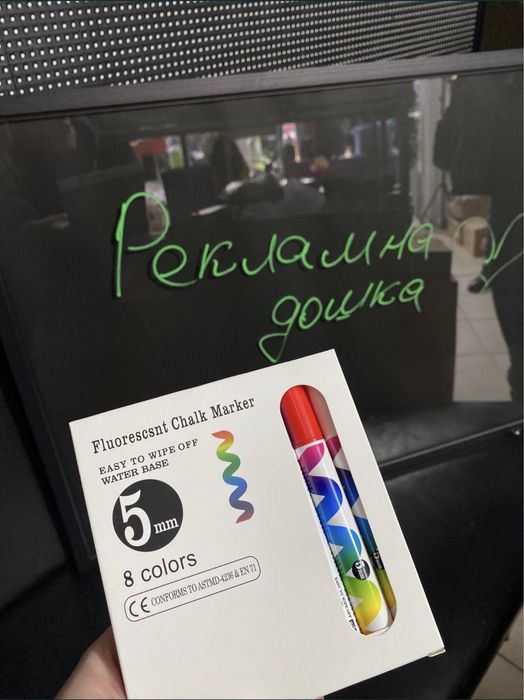 Рекламна
дошка
Fluorescsnt Chalk Marker
EASY TO WIPE OFF
WATER BASE
5mm
8 colors
CE CONFORMS TO ASTMD-4236 & EN 71